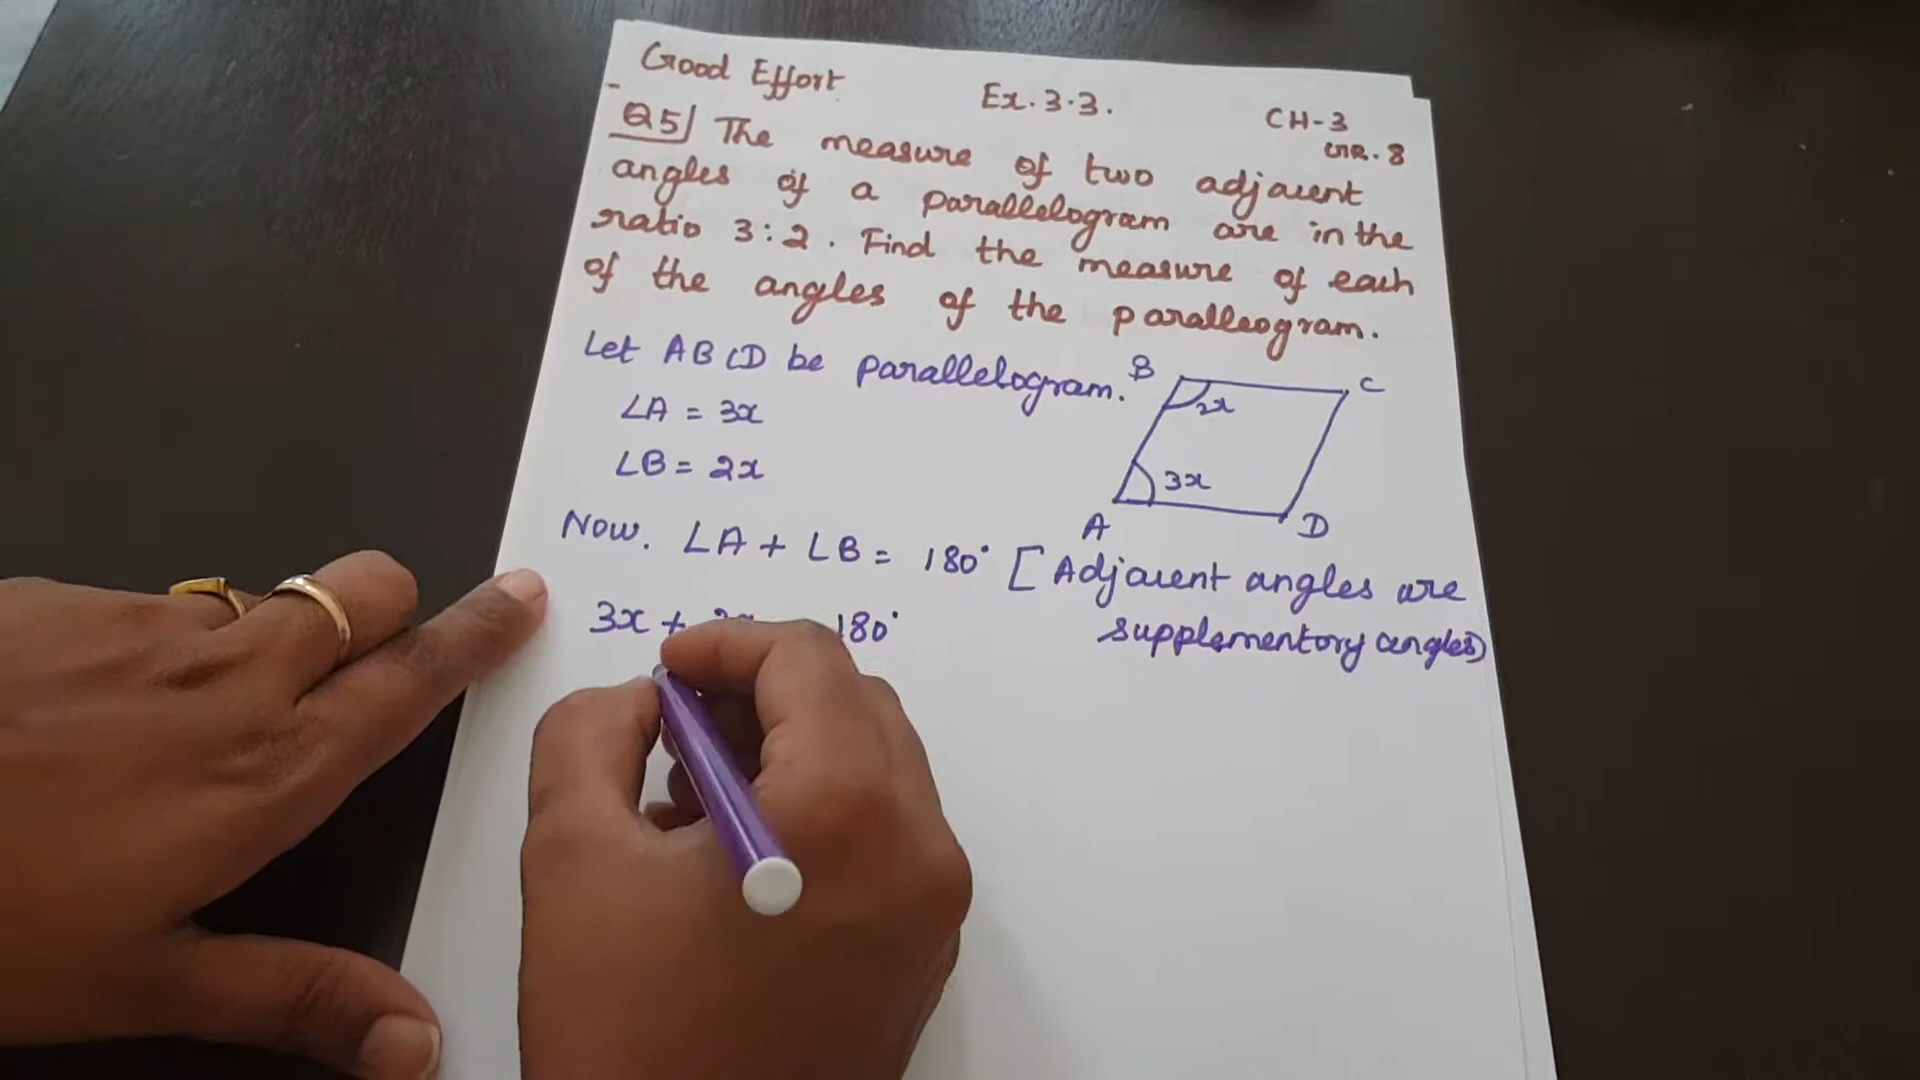 Good Effort
Ex. 3.3.
CH-3
GR. 8
Q5 The measure of two adjacent
angles of a parallelogram are in the
ratio 3:2. Find the measure of each
of the angles of the paralleogram.
Let ABCD be parallelogram.
∠A = 3x
∠B = 2x
B
C
2x
3x
A
D
Now. ∠A + ∠B = 180° [Adjacent angles are
supplementory angles)
3x + 180°